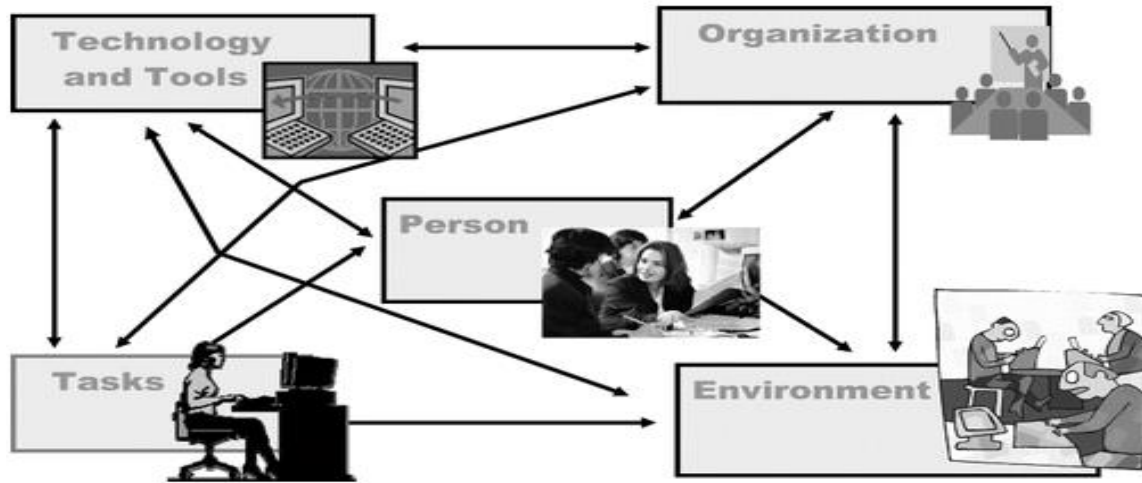 Technology
and Tools
Organization
Person
Tasks
Environment